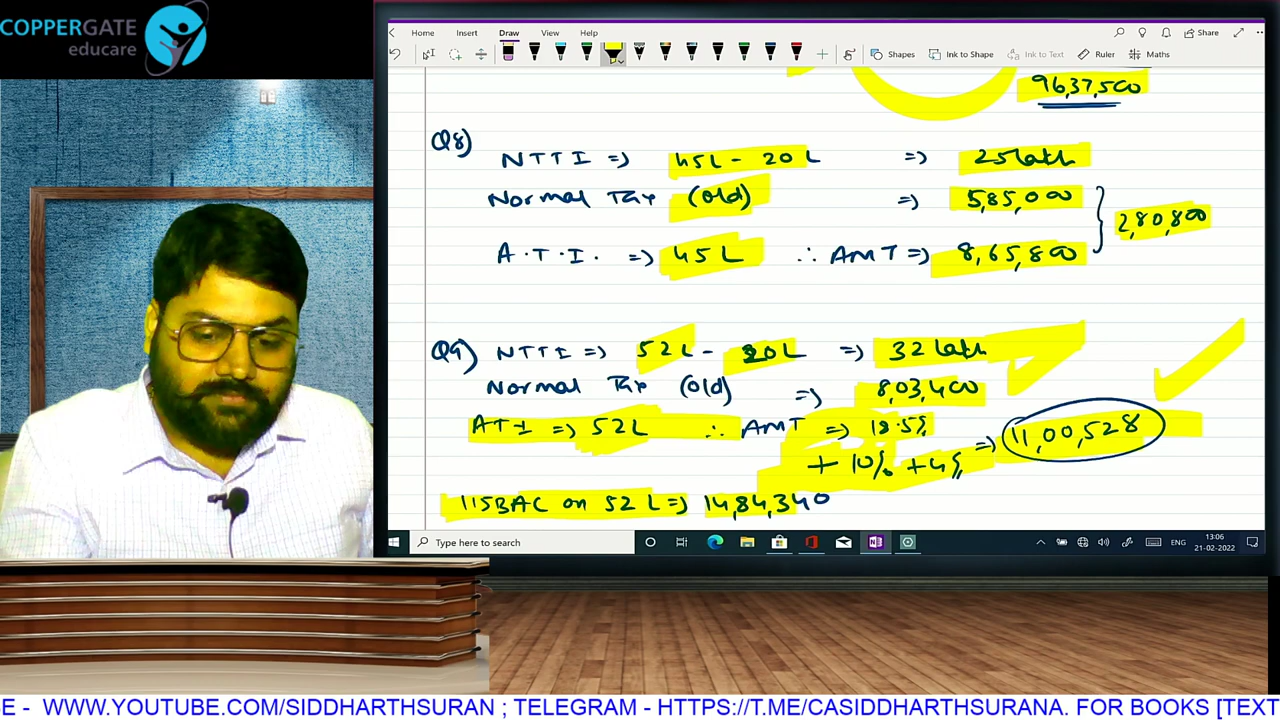 COPPERGATE
educare
Home Insert Draw View Help
Share
Shapes Ink to Shape Ink to Text Ruler Maths
96,37,500
Q8)
NTTI => 45L - 20L => 25 lakh
Normal Tax (Old) => 5,85,000
2,80,800
A.T.I. => 45L ∴ AMT => 8,65,800
Q9) NTTI => 52L - 20L => 32 lakh
Normal Tax (Old) => 8,03,400
ATI => 52L ∴ AMT => 18.5%
+ 10% + 4% => 11,00,528
115BAC on 52L => 14,84,340
Type here to search
ENG
13:06
21-02-2022
E - WWW.YOUTUBE.COM/SIDDHARTHSURAN ; TELEGRAM - HTTPS://T.ME/CASIDDHARTHSURANA. FOR BOOKS [TEXT